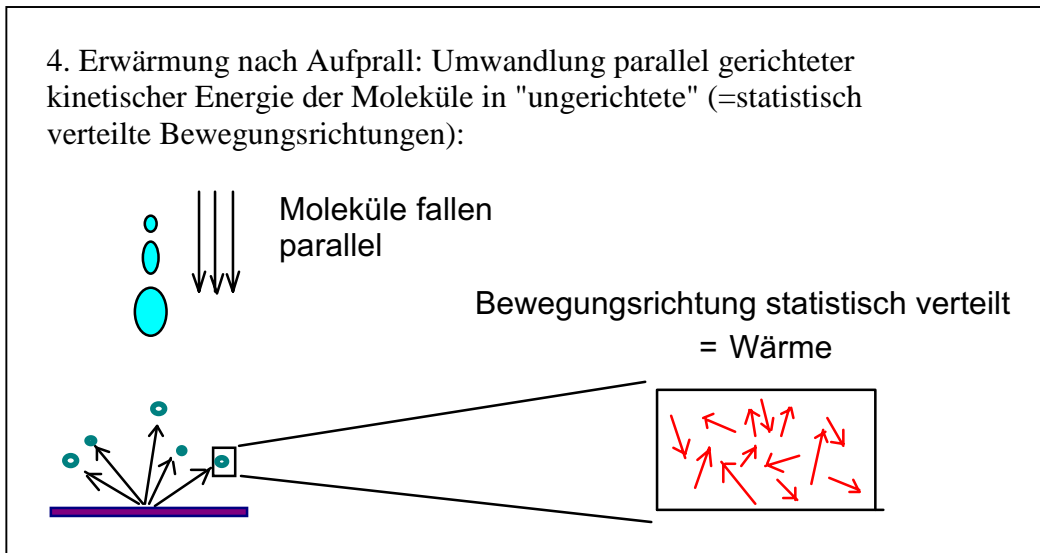 4. Erwärmung nach Aufprall: Umwandlung parallel gerichteter
kinetischer Energie der Moleküle in "ungerichtete" (=statistisch
verteilte Bewegungsrichtungen):
Moleküle fallen
parallel
Bewegungsrichtung statistisch verteilt
= Wärme